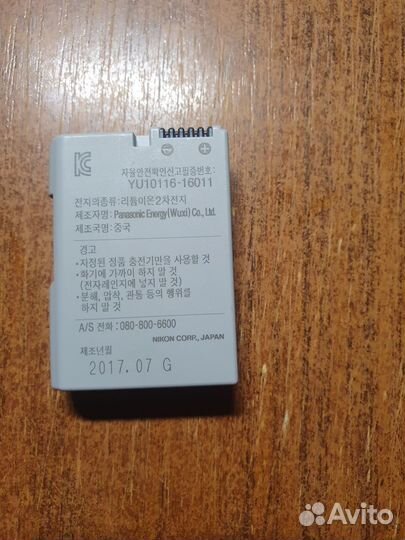 자율안전확인신고필증번호:
YU10116-16011
전지의종류: 리튬이온2차전지
제조자명: Panasonic Energy (Wuxi) Co., Ltd.
제조국명: 중국
경고
• 지정된 정품 충전기만을 사용할 것
• 화기에 가까이 하지 말 것
(전자레인지에 넣지 말 것)
• 분해, 압착, 관통 등의 행위를
하지 말 것
A/S 전화 : 080-800-6600
NIKON CORP., JAPAN
제조년월
2017. 07 G
Avito